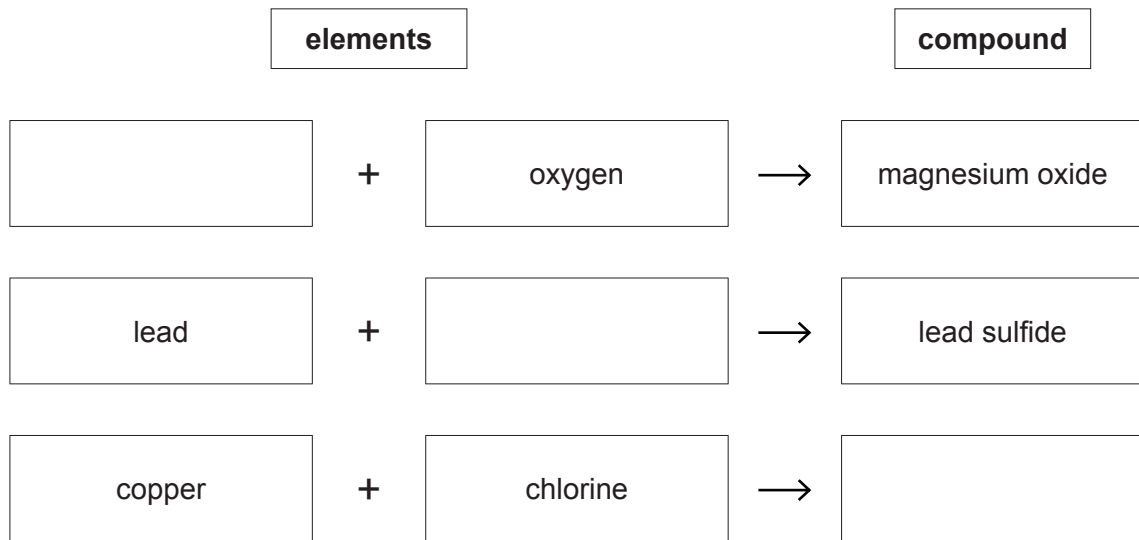 elements compound
+ oxygen → magnesium oxide
lead + → lead sulfide
copper + chlorine →